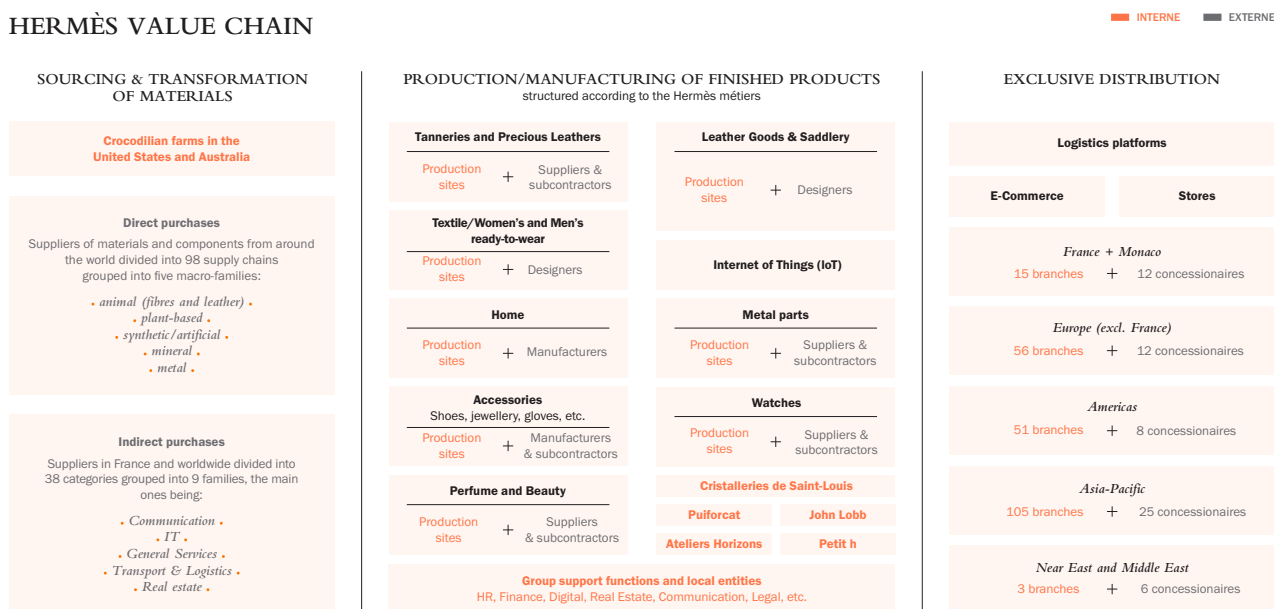 HERMÈS VALUE CHAIN
INTERNE
EXTERNE
SOURCING & TRANSFORMATION
OF MATERIALS
Crocodilian farms in the
United States and Australia
Direct purchases
Suppliers of materials and components from around
the world divided into 98 supply chains
grouped into five macro-families:
• animal (fibres and leather) •
• plant-based •
• synthetic/artificial •
• mineral •
• metal •
Indirect purchases
Suppliers in France and worldwide divided into
38 categories grouped into 9 families, the main
ones being:
• Communication •
• IT •
• General Services •
• Transport & Logistics •
• Real estate •
PRODUCTION/MANUFACTURING OF FINISHED PRODUCTS
structured according to the Hermès métiers
Tanneries and Precious Leathers
Production
sites
+
Suppliers &
subcontractors
Textile/Women's and Men's
ready-to-wear
Production
sites
+
Designers
Home
Production
sites
+
Manufacturers
Accessories
Shoes, jewellery, gloves, etc.
Production
sites
+
Manufacturers
& subcontractors
Perfume and Beauty
Production
sites
+
Suppliers
& subcontractors
Leather Goods & Saddlery
Production
sites
+
Designers
Internet of Things (IoT)
Metal parts
Production
sites
+
Suppliers &
subcontractors
Watches
Production
sites
+
Suppliers &
subcontractors
Cristalleries de Saint-Louis
Puiforcat
John Lobb
Ateliers Horizons
Petit h
Group support functions and local entities
HR, Finance, Digital, Real Estate, Communication, Legal, etc.
EXCLUSIVE DISTRIBUTION
Logistics platforms
E-Commerce
Stores
France + Monaco
15 branches + 12 concessionaires
Europe (excl. France)
56 branches + 12 concessionaires
Americas
51 branches + 8 concessionaires
Asia-Pacific
105 branches + 25 concessionaires
Near East and Middle East
3 branches + 6 concessionaires